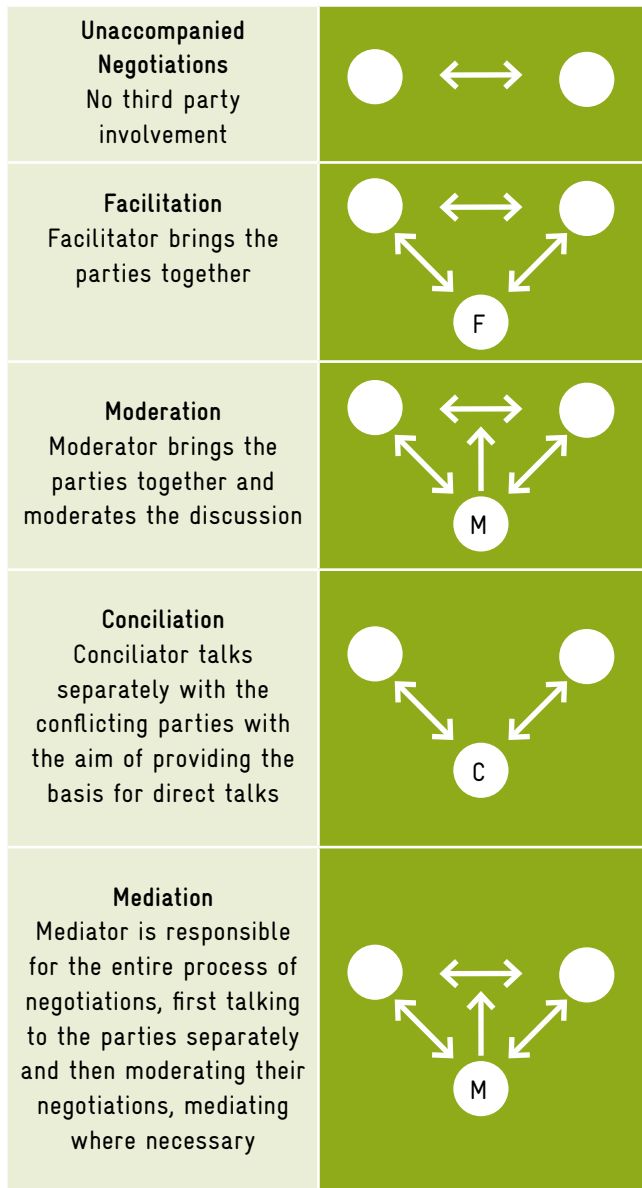 Unaccompanied
Negotiations
No third party
involvement
Facilitation
Facilitator brings the
parties together
F
Moderation
Moderator brings the
parties together and
moderates the discussion
M
Conciliation
Conciliator talks
separately with the
conflicting parties with
the aim of providing the
basis for direct talks
C
Mediation
Mediator is responsible
for the entire process of
negotiations, first talking
to the parties separately
and then moderating their
negotiations, mediating
where necessary
M